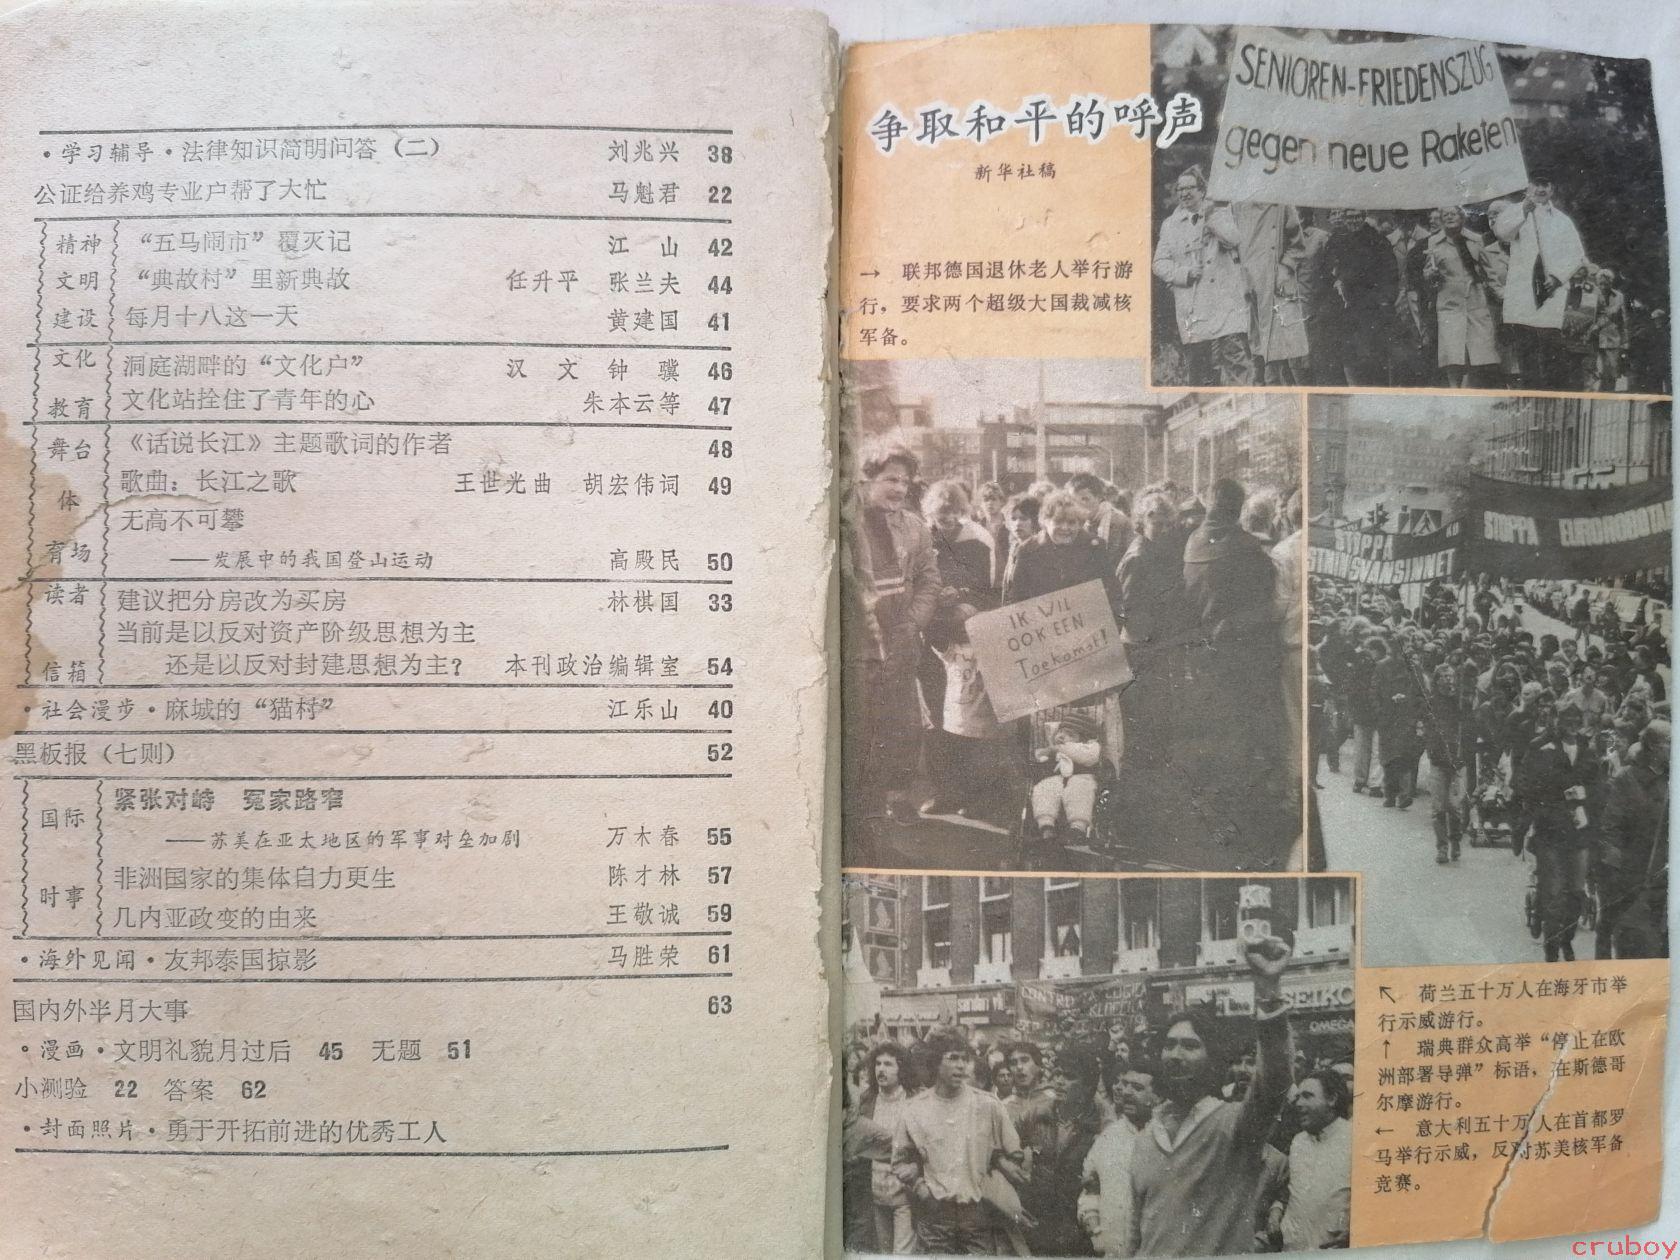 ·学习辅导·法律知识简明问答（二） 刘兆兴 38
公证给养鸡专业户帮了大忙 马魁君 22
精神 “五马闹市”覆灭记 江 山 42
文明 “典故村”里新典故 任升平 张兰夫 44
建设 每月十八这一天 黄建国 41
文化 洞庭湖畔的“文化户” 汉 文 钟 骥 46
教育 文化站拴住了青年的心 朱本云等 47
舞台 《话说长江》主题歌词的作者 48
歌曲：长江之歌 王世光曲 胡宏伟词 49
体 无高不可攀
育场 ——发展中的我国登山运动 高殿民 50
读者 建议把分房改为买房 林棋国 33
当前是以反对资产阶级思想为主
信箱 还是以反对封建思想为主？ 本刊政治编辑室 54
·社会漫步·麻城的“猫村” 江乐山 40
黑板报（七则） 52
国际 紧张对峙 冤家路窄
——苏美在亚太地区的军事对垒加剧 万木春 55
非洲国家的集体自力更生 陈才林 57
时事 几内亚政变的由来 王敬诚 59
·海外见闻·友邦泰国掠影 马胜荣 61
国内外半月大事 63
·漫画·文明礼貌月过后 45 无题 51
小测验 22 答案 62
·封面照片·勇于开拓前进的优秀工人
争取和平的呼声
新华社稿
SENIOREN-FRIEDENSZUG
gegen neue Raketen
→ 联邦德国退休老人举行游
行，要求两个超级大国裁减核
军备。
IK WIL
OOK EEN
Toekomst!
STOPPA
STOPPA
SEIKO
OMEGA
↖ 荷兰五十万人在海牙市举
行示威游行。
↑ 瑞典群众高举“停止在欧
洲部署导弹”标语，在斯德哥
尔摩游行。
← 意大利五十万人在首都罗
马举行示威，反对苏美核军备
竞赛。
cruboy